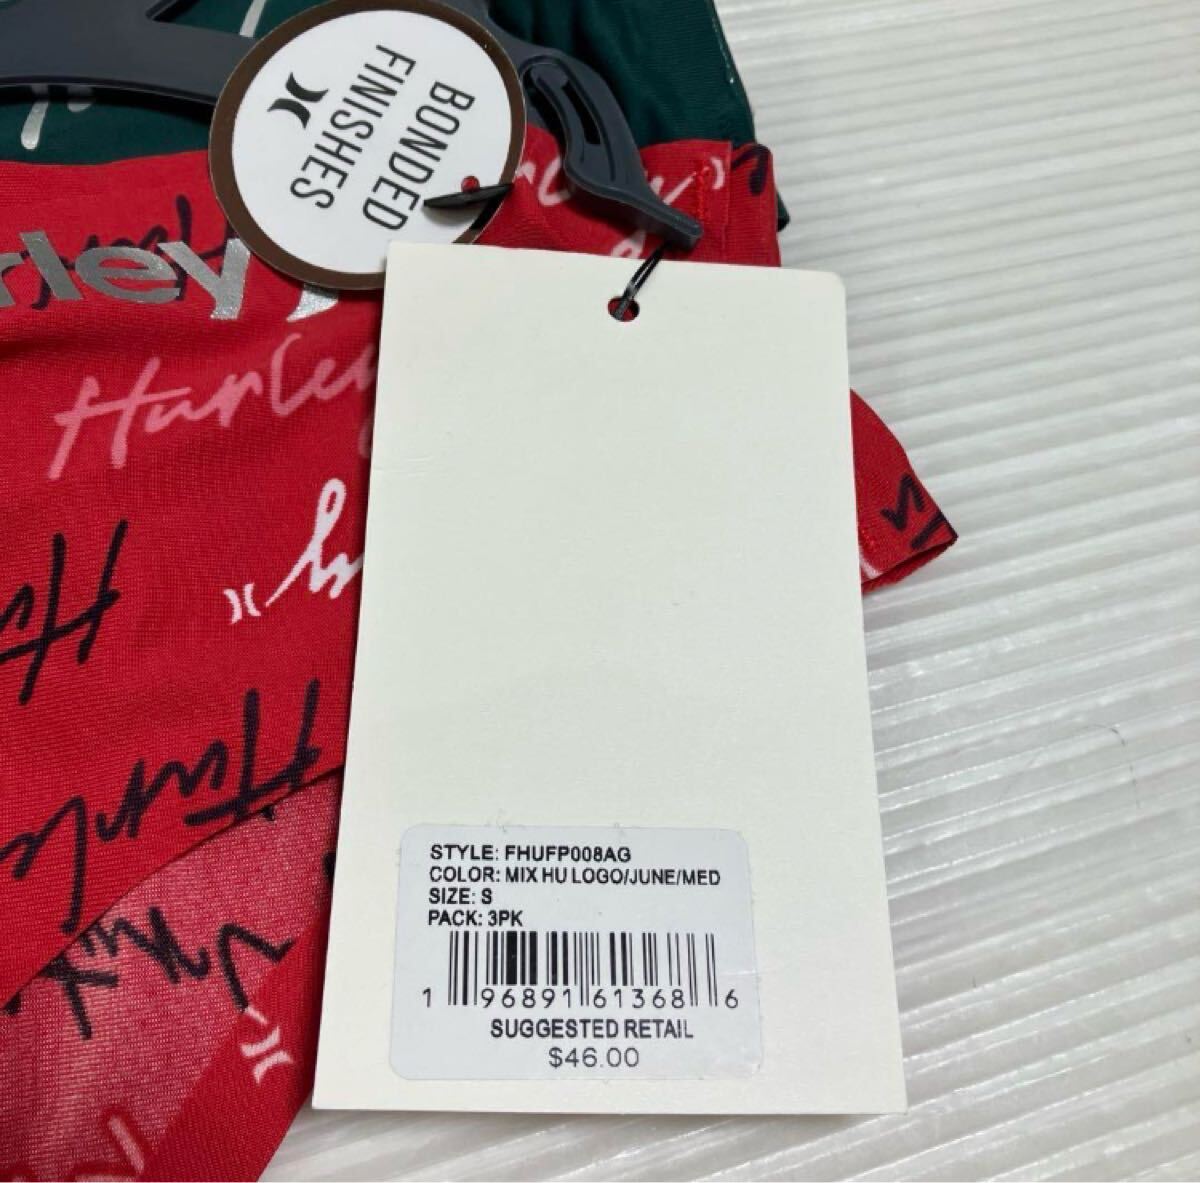 BONDED
FINISHES
rley
Hurley
STYLE: FHUFP008AG
COLOR: MIX HU LOGO/JUNE/MED
SIZE: S
PACK: 3PK
1 96891 61368 6
SUGGESTED RETAIL
$46.00